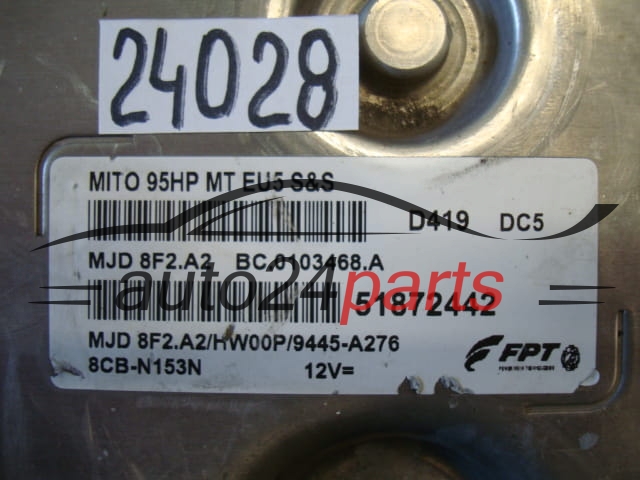 24028
MITO 95HP MT EU5 S&S
D419 DC5
MJD 8F2.A2 BC.0103468.A
auto24parts
51872442
MJD 8F2.A2/HW00P/9445-A276
8CB-N153N 12V=
FPT